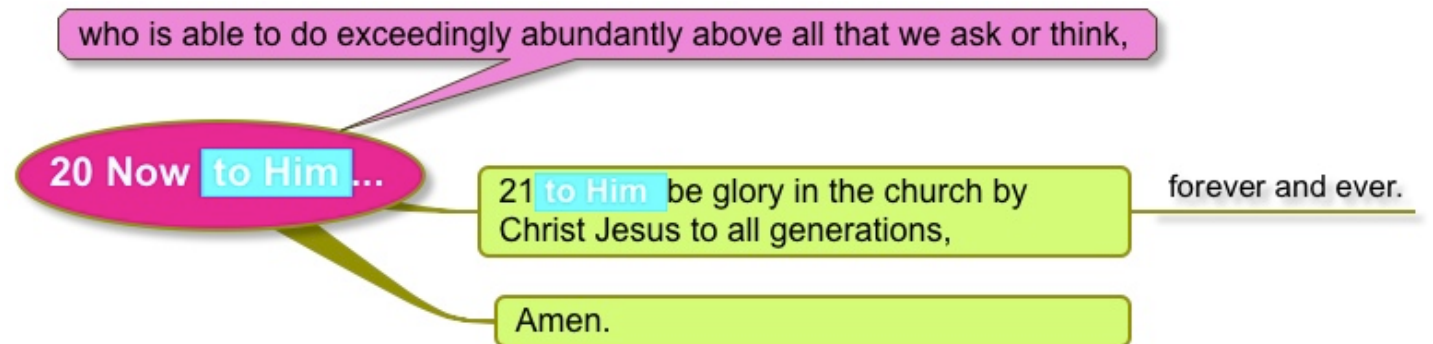 who is able to do exceedingly abundantly above all that we ask or think,
20 Now to Him...
21 to Him be glory in the church by
Christ Jesus to all generations,
forever and ever.
Amen.